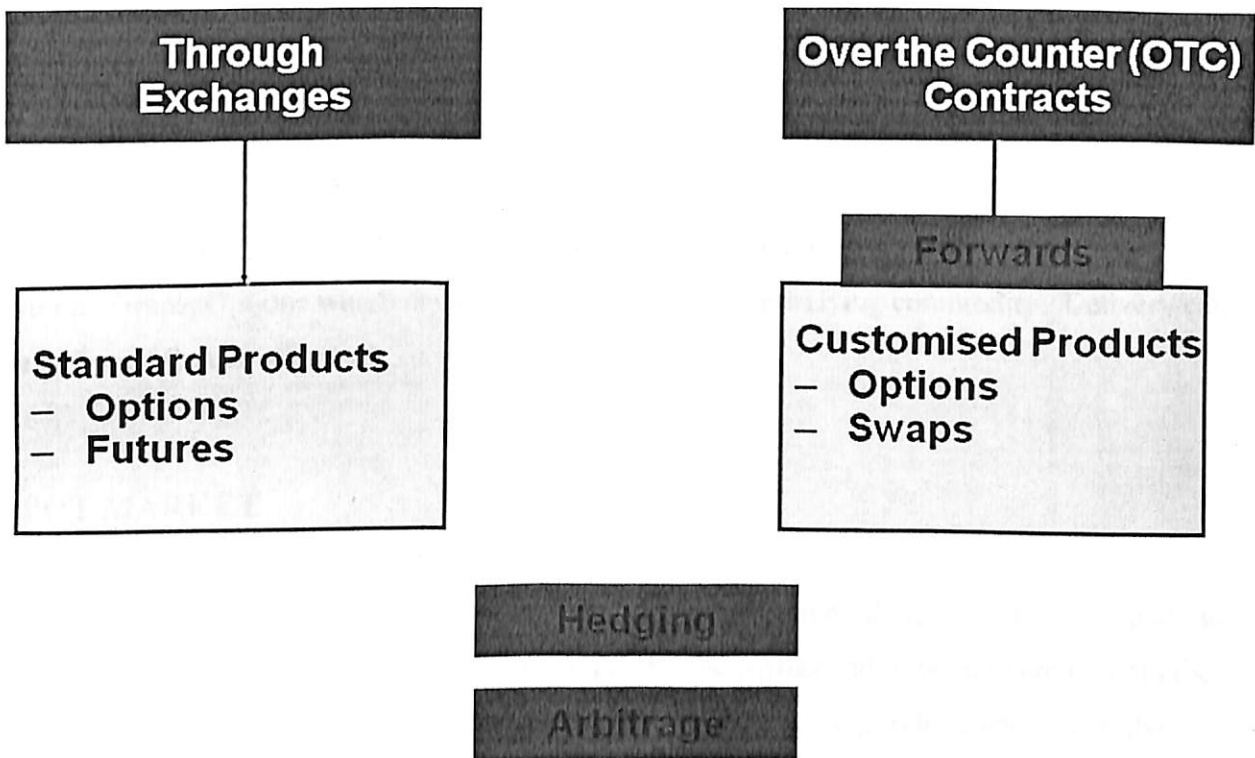 Through
Exchanges
Over the Counter (OTC)
Contracts
Forwards
Standard Products
– Options
– Futures
Customised Products
– Options
– Swaps
Hedging
Arbitrage